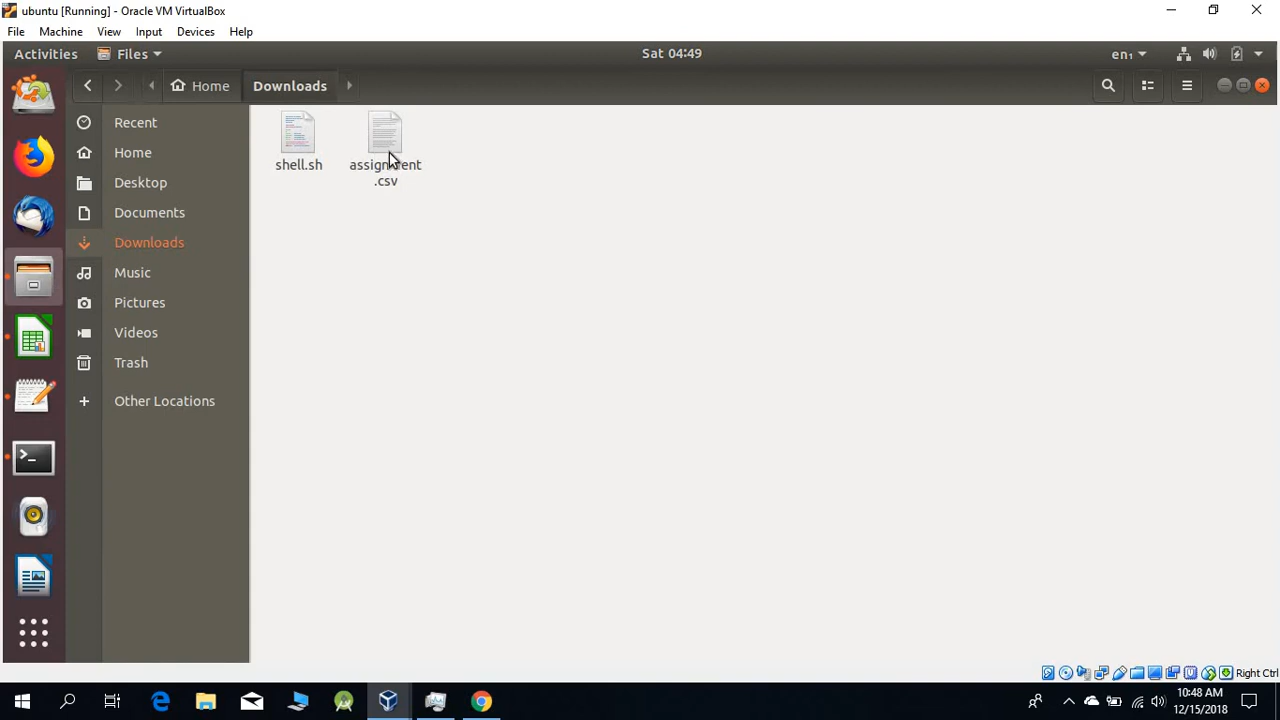 ubuntu [Running] - Oracle VM VirtualBox
File Machine View Input Devices Help
Activities Files Sat 04:49 en₁
Home Downloads
Recent
Home
Desktop
Documents
Downloads
Music
Pictures
Videos
Trash
+ Other Locations
shell.sh
assignment
.csv
Right Ctrl
10:48 AM
12/15/2018